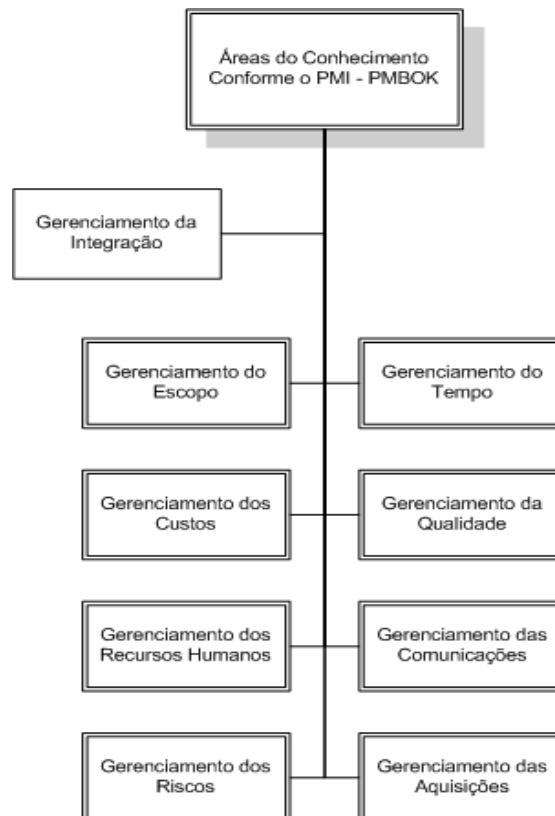 Áreas do Conhecimento
Conforme o PMI - PMBOK
Gerenciamento da
Integração
Gerenciamento do
Escopo
Gerenciamento do
Tempo
Gerenciamento dos
Custos
Gerenciamento da
Qualidade
Gerenciamento dos
Recursos Humanos
Gerenciamento das
Comunicações
Gerenciamento dos
Riscos
Gerenciamento das
Aquisições